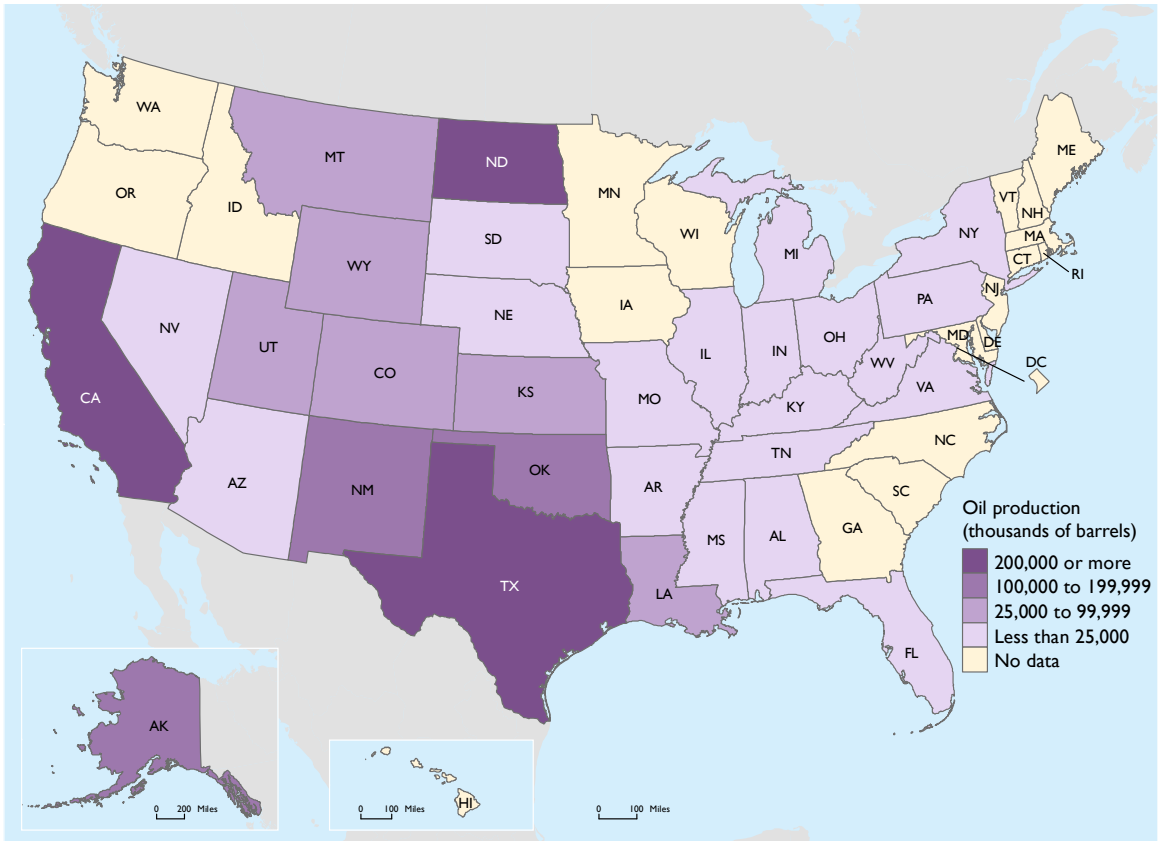 WA
MT
ND
ME
OR
ID
MN
VT
NH
SD
WI
NY
MA
WY
MI
CT
RI
IA
NJ
PA
NE
NV
OH
MD
DE
UT
IL
IN
DC
CO
WV
KS
VA
CA
MO
KY
NC
TN
OK
AZ
NM
AR
SC
GA
MS
AL
TX
LA
FL
Oil production
(thousands of barrels)
200,000 or more
100,000 to 199,999
25,000 to 99,999
Less than 25,000
No data
AK
0 200 Miles
HI
0 100 Miles
0 100 Miles